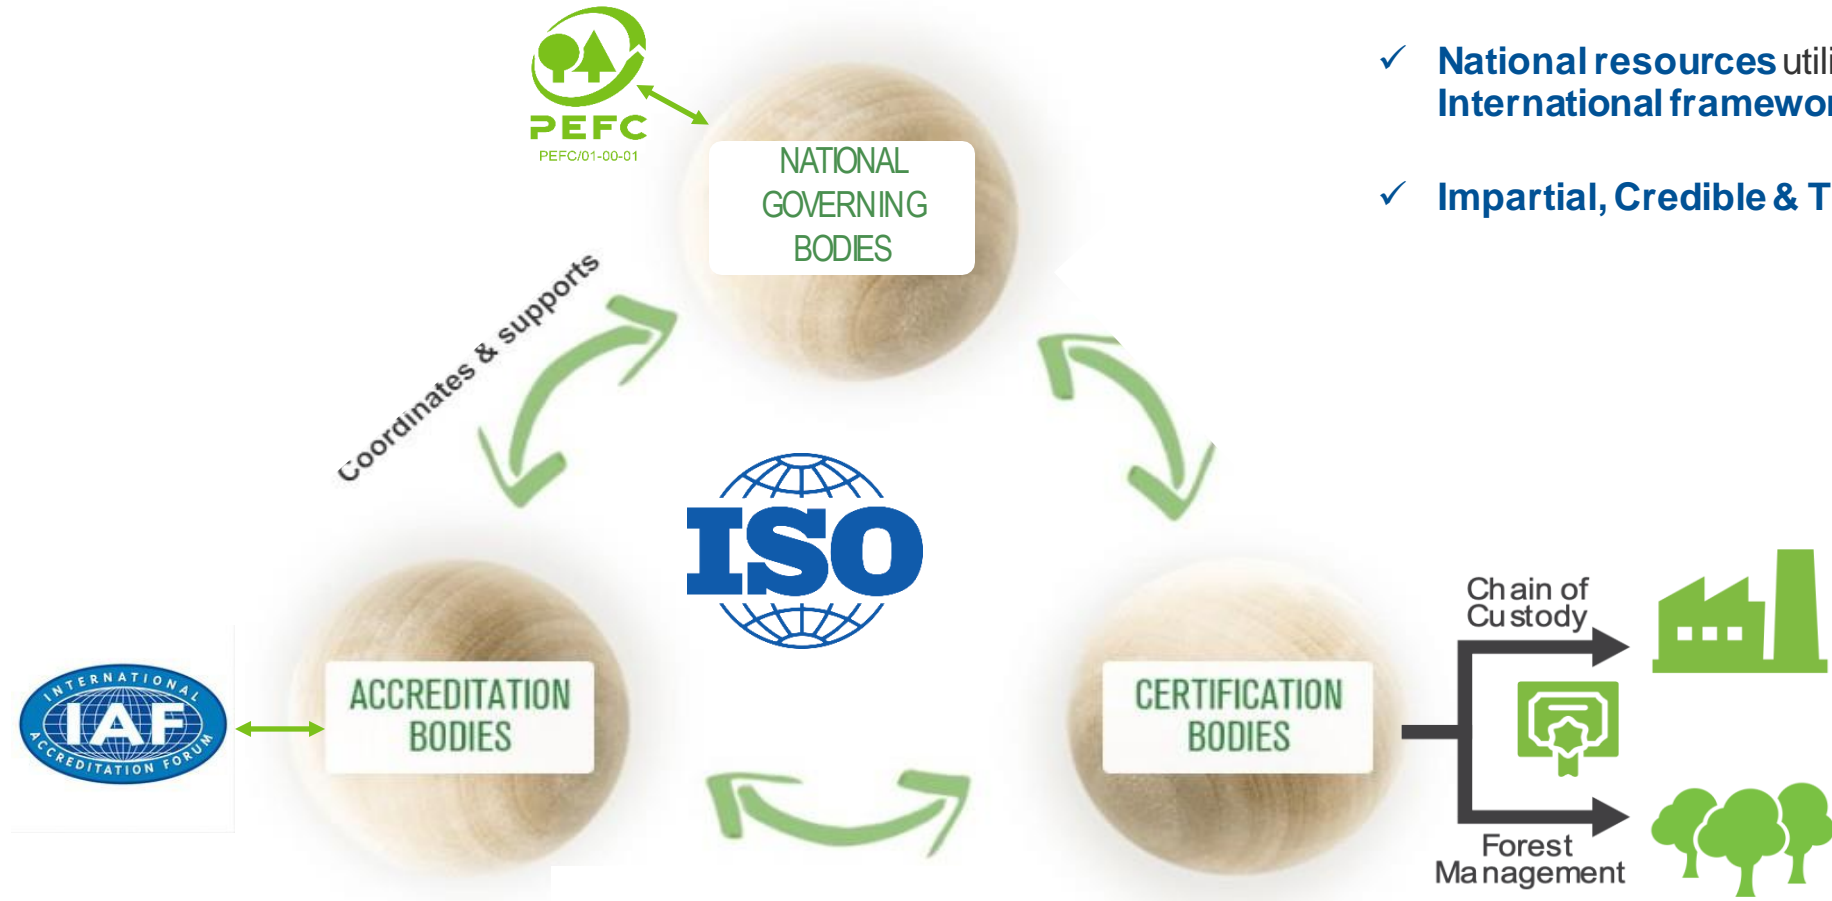 PEFC
PEFC/01-00-01
National resources
International
Impartial, Credible &
NATIONAL
GOVERNING
BODIES
Coordinates & supports
ISO
INTERNATIONAL
IAF
ACCREDITATION FORUM
ACCREDITATION
BODIES
CERTIFICATION
BODIES
Chain of
Custody
Forest
Management